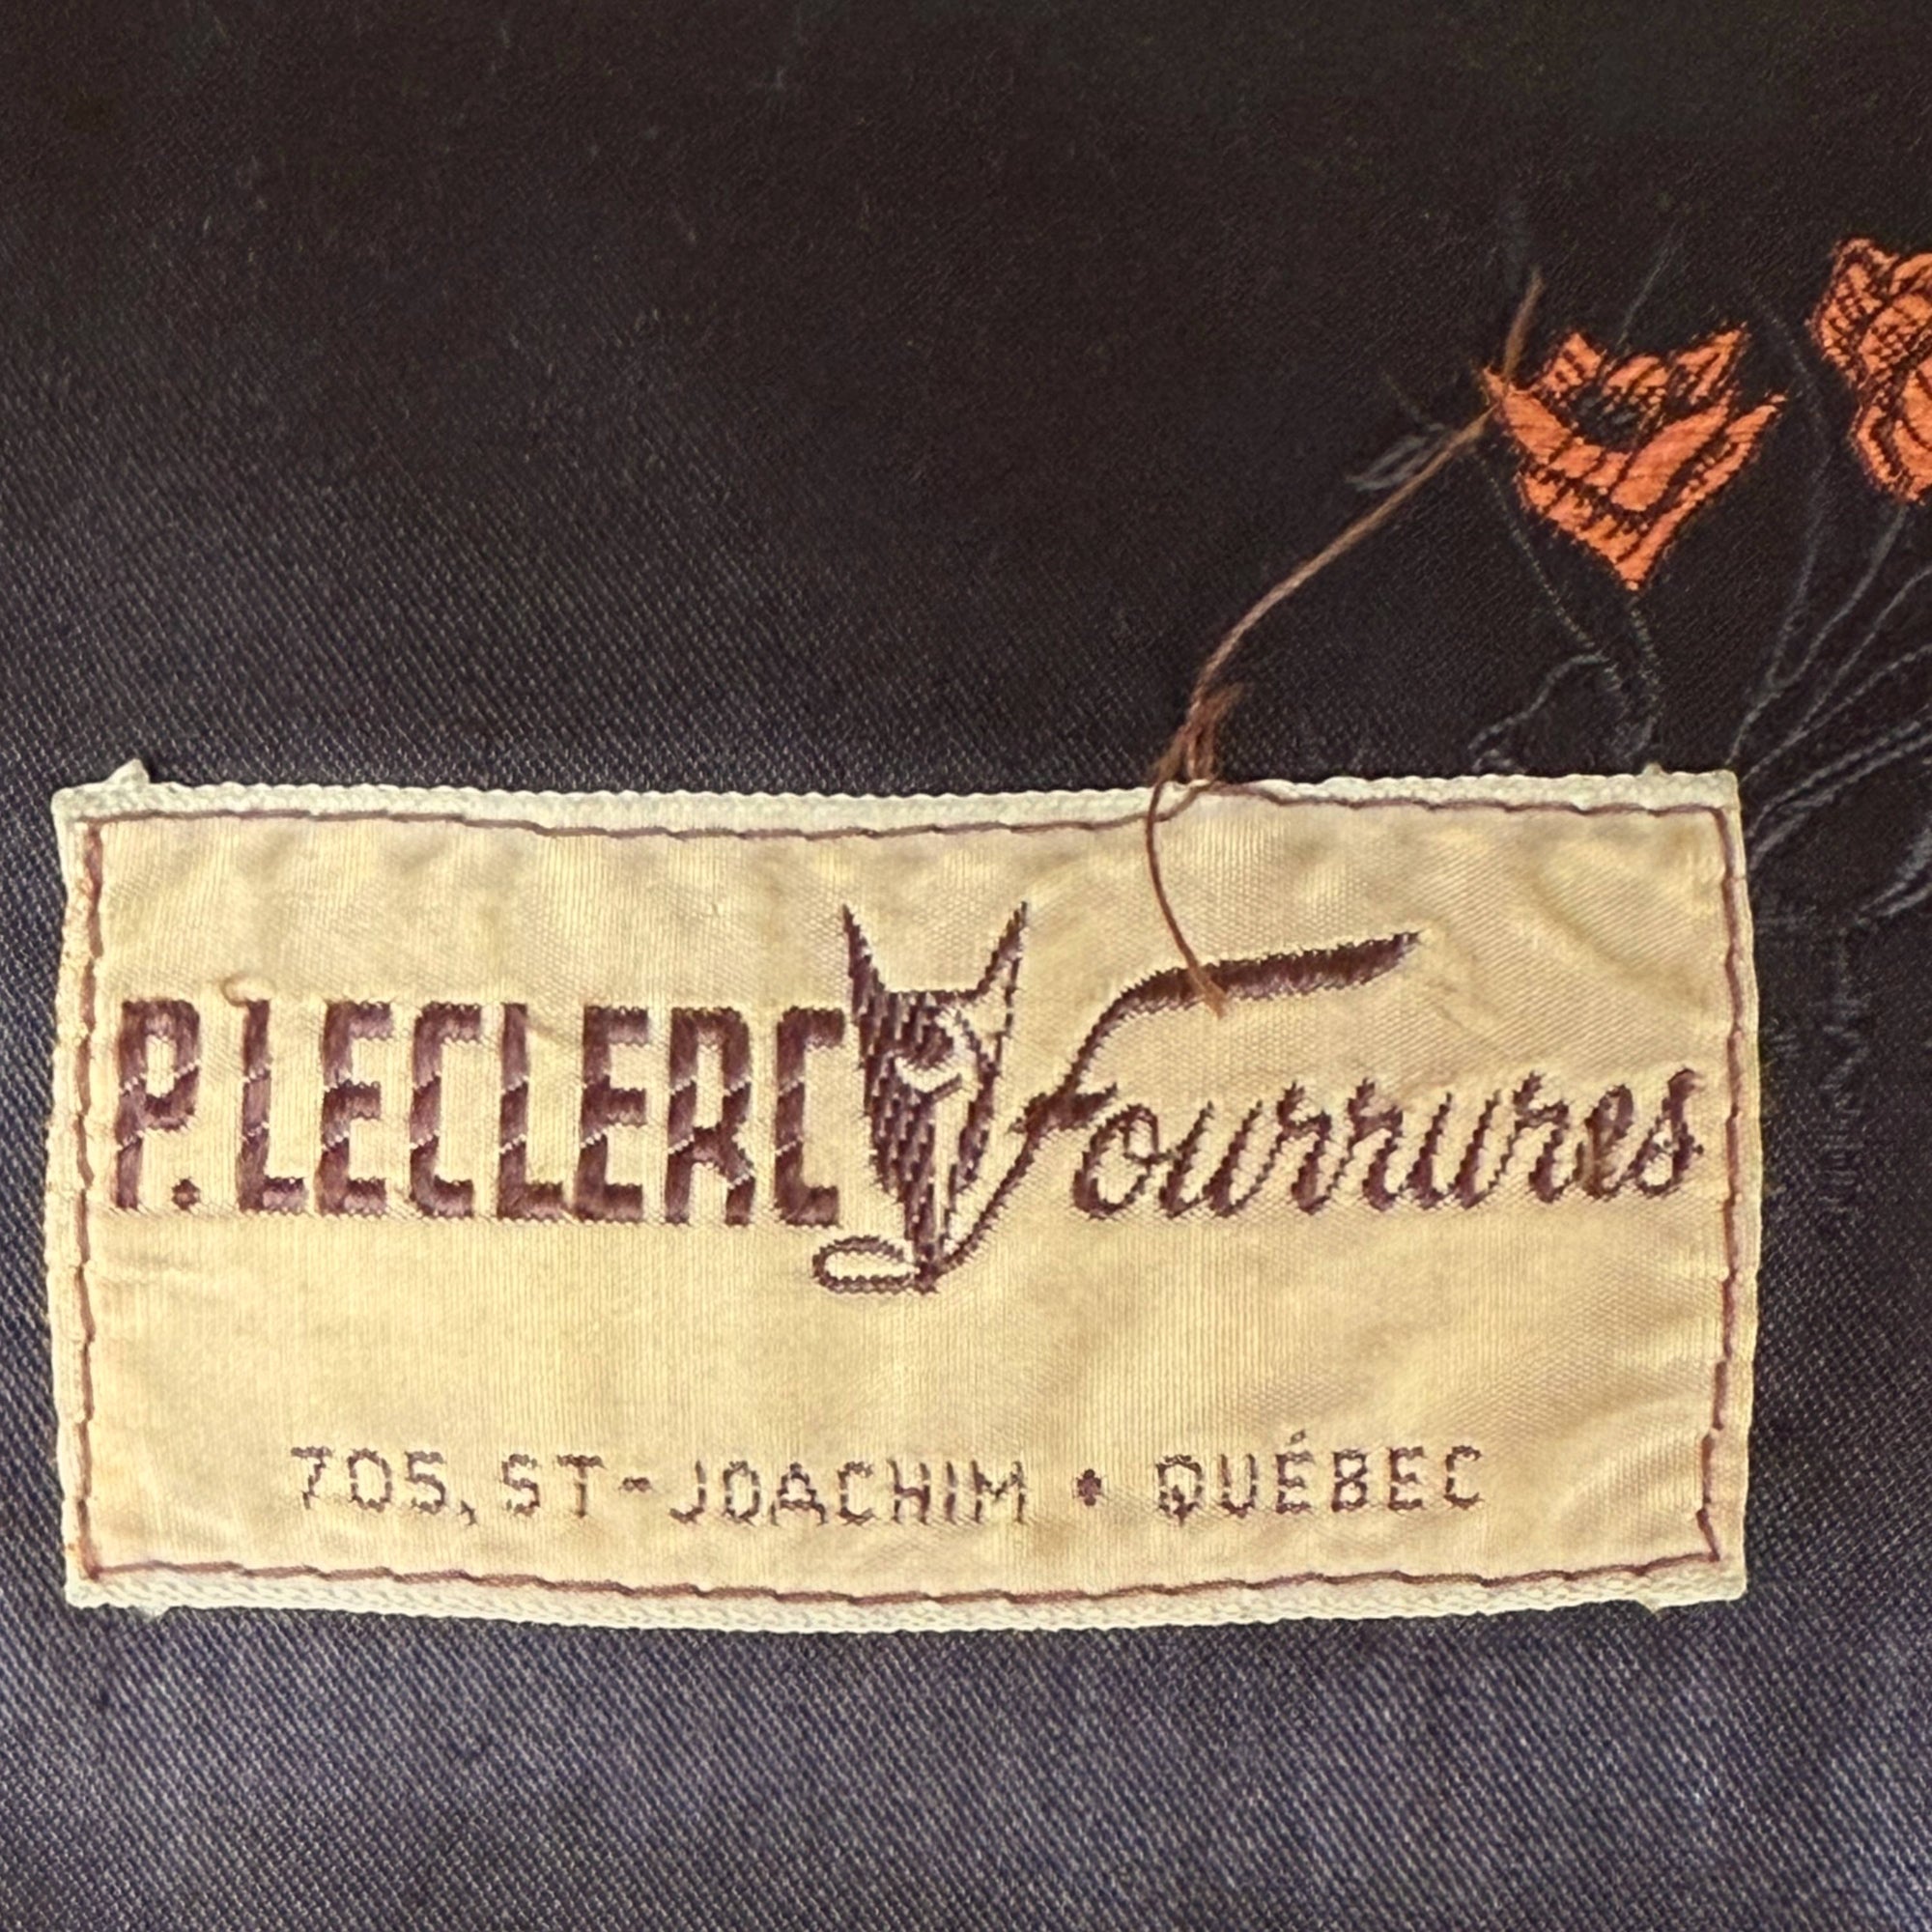 P. LECLERC Fourrures
705, ST-JOACHIM • QUÉBEC